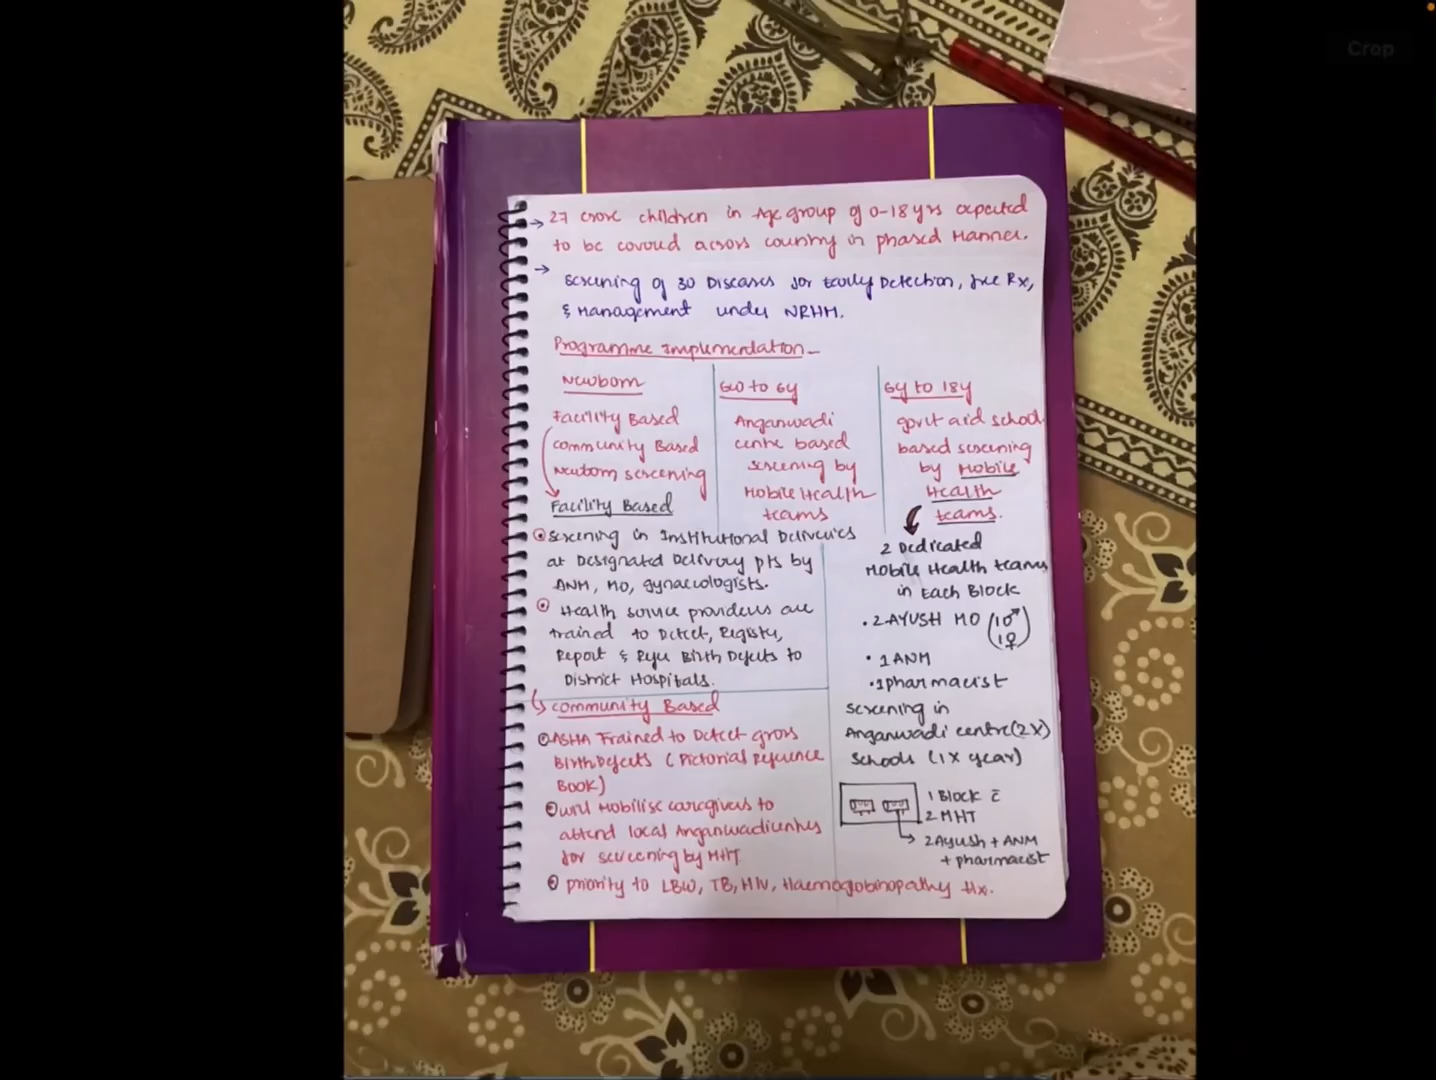 Crop
→ 27 crore children in Age group of 0-18 yrs expected
to be covered across country in phased Manner.
→ Screening of 30 Diseases for Early Detection, free Rx,
& Management under NRHM.
Programme Implementation -
Newborn
Facility Based
community Based
Newborn screening
6w to 6y
Anganwadi
centre based
screening by
Mobile Health
teams
6y to 18y
govt aid school
based screening
by Mobile
Health
teams.
Facility Based
Screening in Institutional Deliveries
at Designated Delivery pts by
ANM, MO, gynaecologists.
Health service providers are
trained to Detect, Register,
Report & Refer Birth Defects to
District Hospitals.
2 Dedicated
Mobile Health teams
in Each Block
• 2 AYUSH MO (1♂
1♀)
• 1 ANM
• 1 pharmacist
screening in
Anganwadi centre (2x)
Schools (1x year)
1 Block c̄
2 MHT
→ 2 Ayush + ANM
+ pharmacist
↳ community Based
ASHA Trained to Detect gross
Birth Defects (Pictorial Reference
Book)
will Mobilise caregivers to
attend local Anganwadi centres
for screening by MHT
priority to LBW, TB, HIV, Haemogobinopathy Hx.